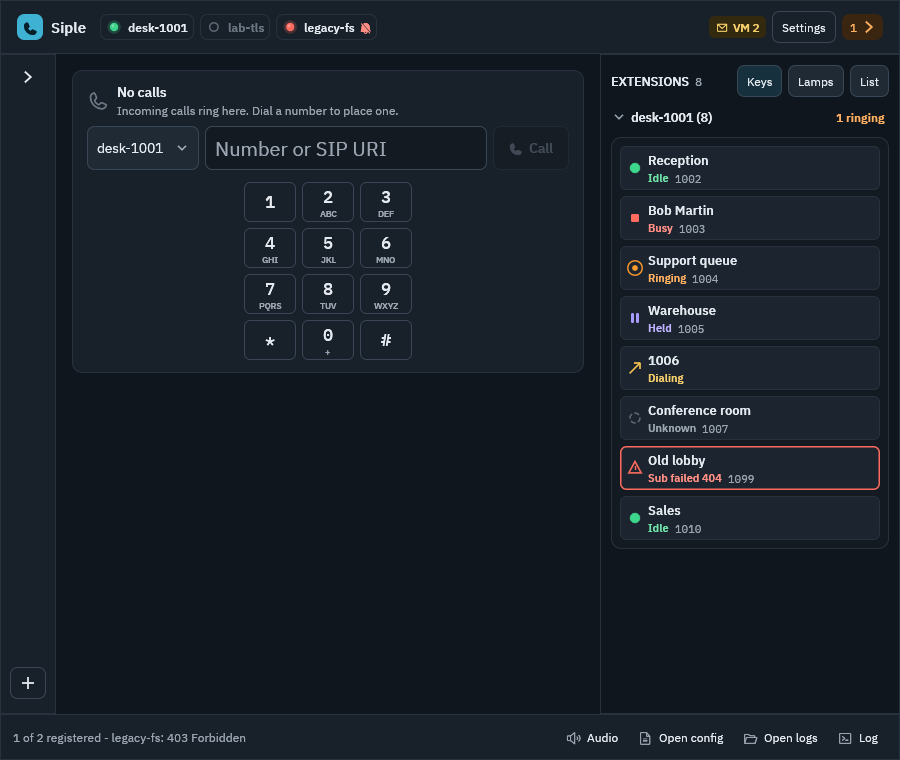 Siple
desk-1001
lab-tls
legacy-fs
VM 2
Settings
1
No calls
Incoming calls ring here. Dial a number to place one.
desk-1001
Number or SIP URI
Call
1
2
ABC
3
DEF
4
GHI
5
JKL
6
MNO
7
PQRS
8
TUV
9
WXYZ
*
0
+
#
EXTENSIONS 8
Keys
Lamps
List
desk-1001 (8)
1 ringing
Reception
Idle 1002
Bob Martin
Busy 1003
Support queue
Ringing 1004
Warehouse
Held 1005
1006
Dialing
Conference room
Unknown 1007
Old lobby
Sub failed 404 1099
Sales
Idle 1010
+
1 of 2 registered - legacy-fs: 403 Forbidden
Audio
Open config
Open logs
Log